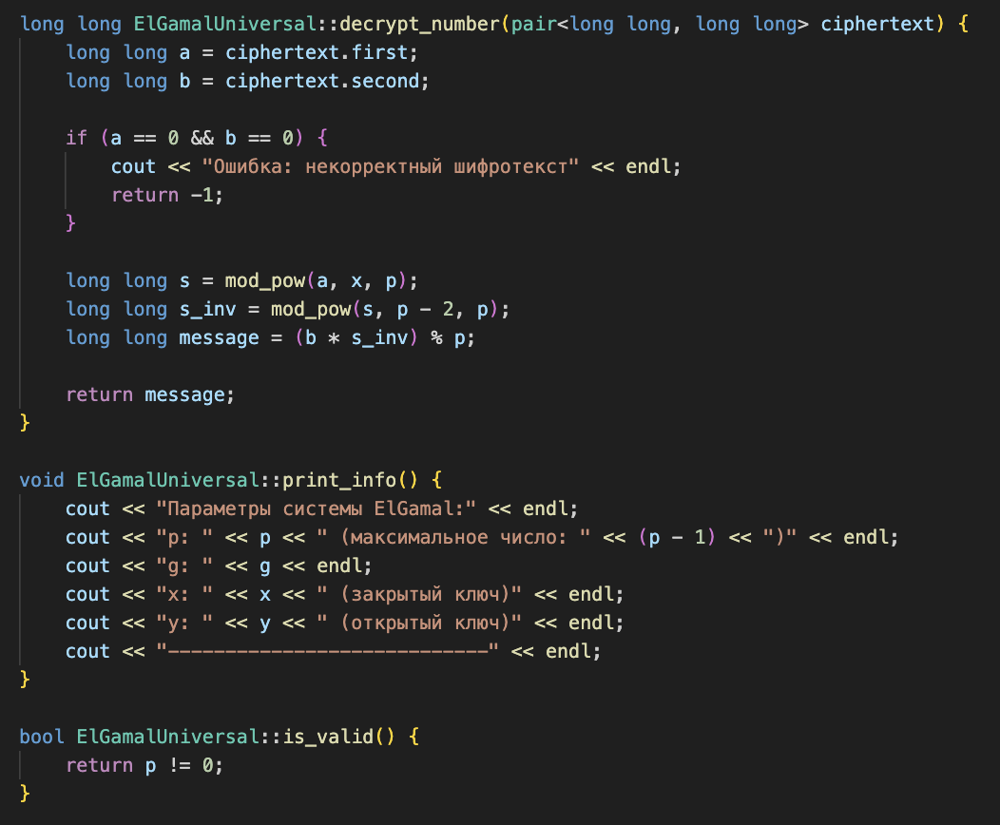 long long ElGamalUniversal::decrypt_number(pair<long long, long long> ciphertext) {
    long long a = ciphertext.first;
    long long b = ciphertext.second;

    if (a == 0 && b == 0) {
        cout << "Ошибка: некорректный шифротекст" << endl;
        return -1;
    }

    long long s = mod_pow(a, x, p);
    long long s_inv = mod_pow(s, p - 2, p);
    long long message = (b * s_inv) % p;

    return message;
}

void ElGamalUniversal::print_info() {
    cout << "Параметры системы ElGamal:" << endl;
    cout << "p: " << p << " (максимальное число: " << (p - 1) << ")" << endl;
    cout << "g: " << g << endl;
    cout << "x: " << x << " (закрытый ключ)" << endl;
    cout << "y: " << y << " (открытый ключ)" << endl;
    cout << "----------------------------" << endl;
}

bool ElGamalUniversal::is_valid() {
    return p != 0;
}